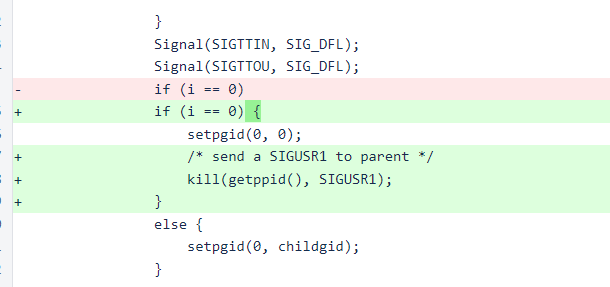 }
Signal(SIGTTIN, SIG_DFL);
Signal(SIGTTOU, SIG_DFL);
- if (i == 0)
+ if (i == 0) {
setpgid(0, 0);
+ /* send a SIGUSR1 to parent */
+ kill(getppid(), SIGUSR1);
+ }
else {
setpgid(0, childgid);
}